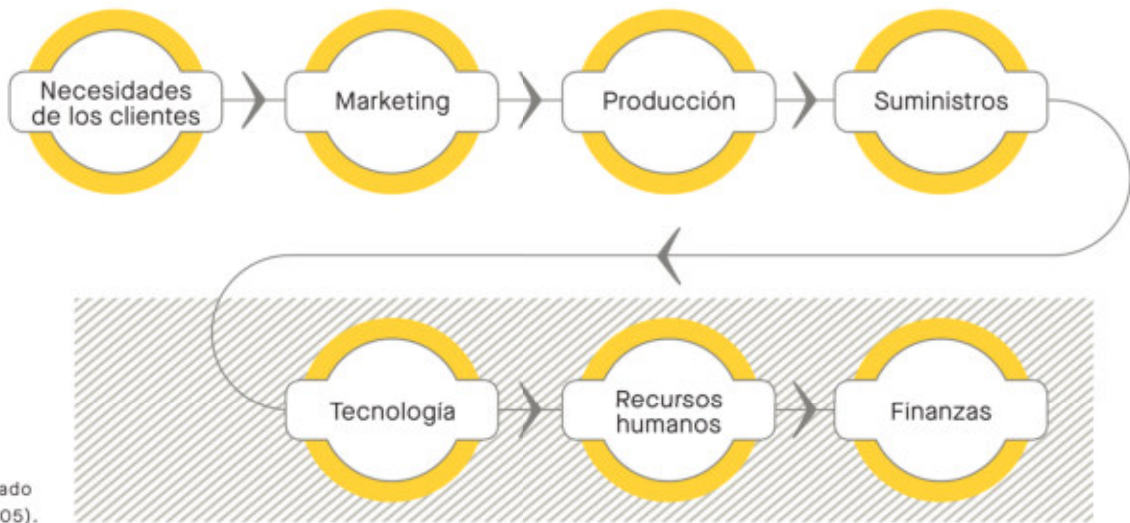 Necesidades
de los clientes
Marketing
Producción
Suministros
Tecnología
Recursos
humanos
Finanzas
ado
05).